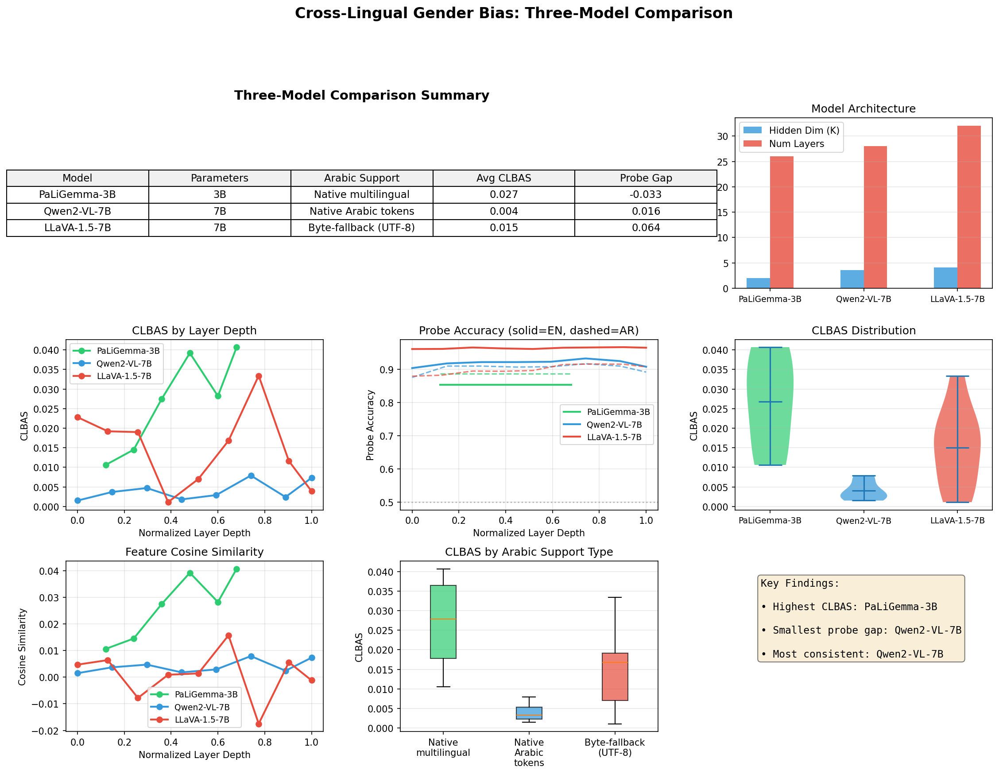 Cross-Lingual Gender Bias: Three-Model Comparison
Three-Model Comparison Summary
Model Parameters Arabic Support Avg CLBAS Probe Gap
PaLiGemma-3B 3B Native multilingual 0.027 -0.033
Qwen2-VL-7B 7B Native Arabic tokens 0.004 0.016
LLaVA-1.5-7B 7B Byte-fallback (UTF-8) 0.015 0.064
Model Architecture
Hidden Dim (K)
Num Layers
30
25
20
15
10
5
0
PaLiGemma-3B Qwen2-VL-7B LLaVA-1.5-7B
CLBAS by Layer Depth
PaLiGemma-3B
Qwen2-VL-7B
LLaVA-1.5-7B
CLBAS
0.040
0.035
0.030
0.025
0.020
0.015
0.010
0.005
0.000
0.0 0.2 0.4 0.6 0.8 1.0
Normalized Layer Depth
Probe Accuracy (solid=EN, dashed=AR)
Probe Accuracy
0.9
0.8
0.7
0.6
0.5
PaLiGemma-3B
Qwen2-VL-7B
LLaVA-1.5-7B
0.0 0.2 0.4 0.6 0.8 1.0
Normalized Layer Depth
CLBAS Distribution
CLBAS
0.040
0.035
0.030
0.025
0.020
0.015
0.010
0.005
0.000
PaLiGemma-3B Qwen2-VL-7B LLaVA-1.5-7B
Feature Cosine Similarity
Cosine Similarity
0.04
0.03
0.02
0.01
0.00
−0.01
−0.02
PaLiGemma-3B
Qwen2-VL-7B
LLaVA-1.5-7B
0.0 0.2 0.4 0.6 0.8 1.0
Normalized Layer Depth
CLBAS by Arabic Support Type
CLBAS
0.040
0.035
0.030
0.025
0.020
0.015
0.010
0.005
0.000
Native
multilingual
Native
Arabic
tokens
Byte-fallback
(UTF-8)
Key Findings:
• Highest CLBAS: PaLiGemma-3B
• Smallest probe gap: Qwen2-VL-7B
• Most consistent: Qwen2-VL-7B